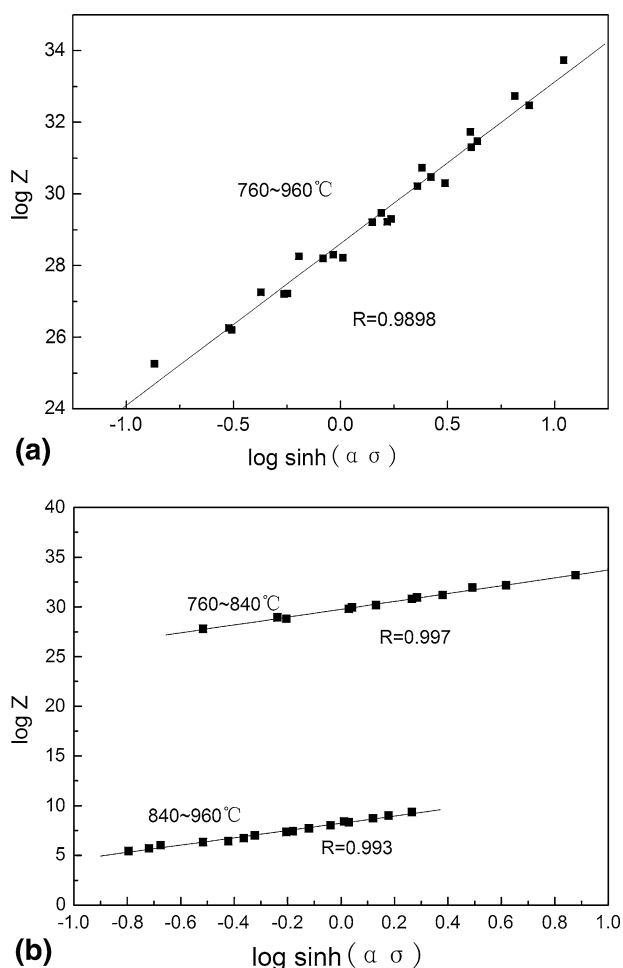 34
32
30
28
26
24
log Z
760~960℃
R=0.9898
-1.0 -0.5 0.0 0.5 1.0
log sinh(α σ)
(a)
40
35
30
25
20
15
10
5
0
log Z
760~840℃
R=0.997
840~960℃
R=0.993
-1.0 -0.8 -0.6 -0.4 -0.2 0.0 0.2 0.4 0.6 0.8 1.0
log sinh(α σ)
(b)